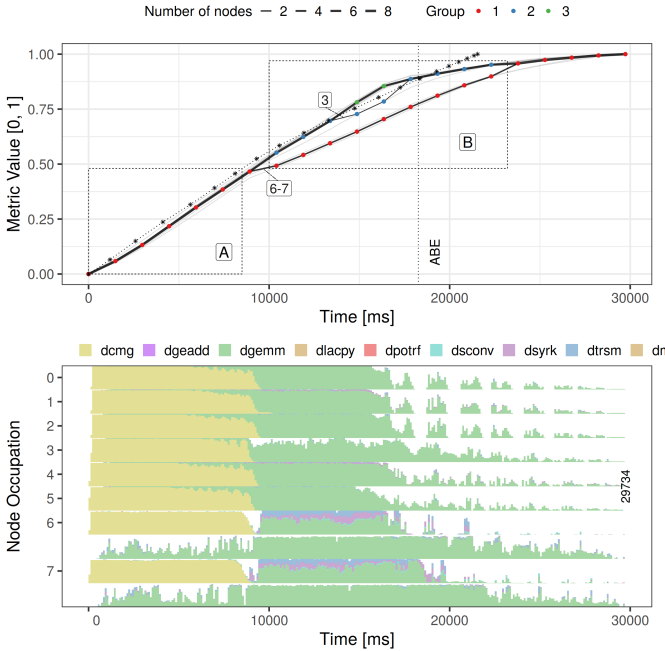 Number of nodes 2 4 6 8 Group 1 2 3
Metric Value [0, 1]
1.00
0.75
0.50
0.25
0.00
3
6-7
A
B
ABE
0 10000 20000 30000
Time [ms]
dcmg dgeadd dgemm dlacpy dpotrf dsconv dsyrk dtrsm
Node Occupation
0
1
2
3
4
5
6
7
29734
0 10000 20000 30000
Time [ms]